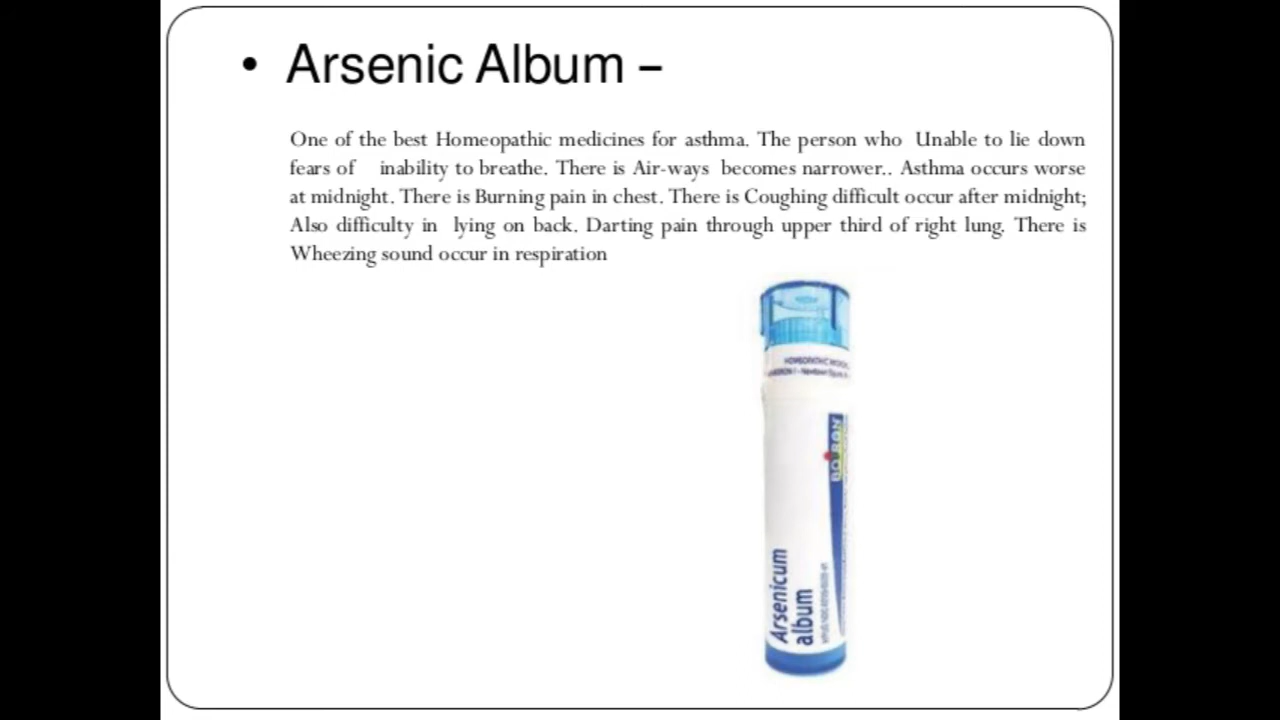 • Arsenic Album –
One of the best Homeopathic medicines for asthma. The person who Unable to lie down
fears of inability to breathe. There is Air-ways becomes narrower.. Asthma occurs worse
at midnight. There is Burning pain in chest. There is Coughing difficult occur after midnight;
Also difficulty in lying on back. Darting pain through upper third of right lung. There is
Wheezing sound occur in respiration
BOIRON
Arsenicum
album